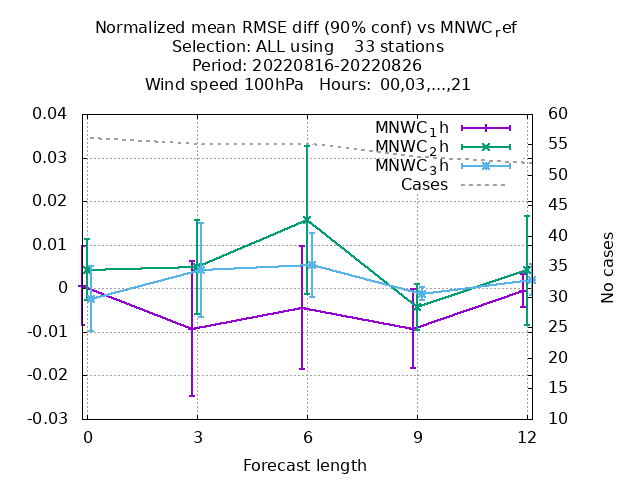 Normalized mean RMSE diff (90% conf) vs MNWC_ref
Selection: ALL using    33 stations
Period: 20220816-20220826
Wind speed 100hPa   Hours: 00,03,...,21
0.04
0.03
0.02
0.01
0
-0.01
-0.02
-0.03
60
55
50
45
40
35
30
25
20
15
10
MNWC_1h
MNWC_2h
MNWC_3h
Cases
No cases
0 3 6 9 12
Forecast length